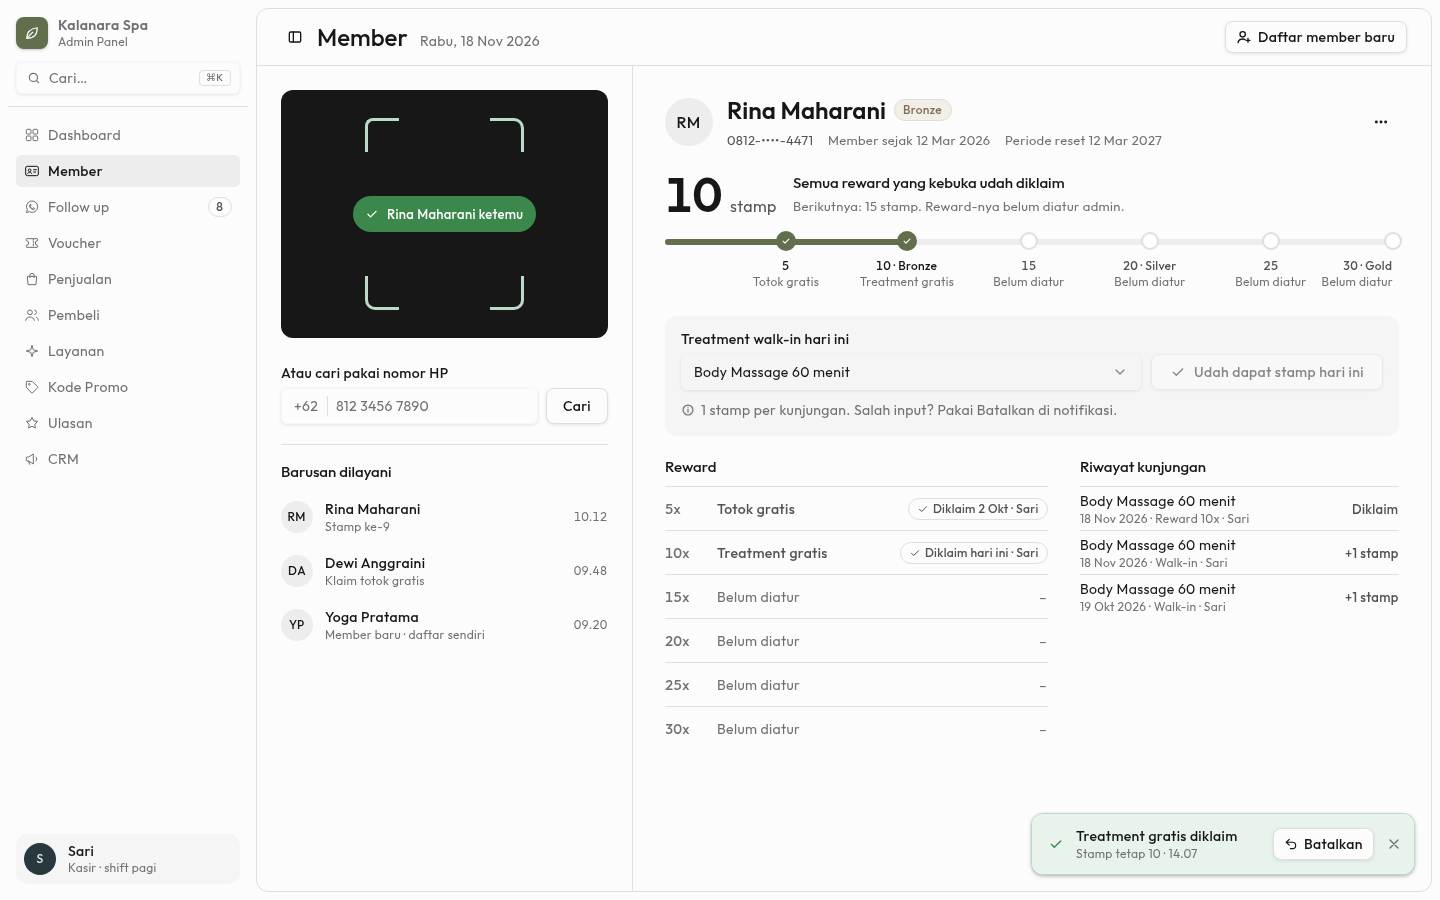 Kalanara Spa
Admin Panel
Cari...
⌘K
Dashboard
Member
Follow up
8
Voucher
Penjualan
Pembeli
Layanan
Kode Promo
Ulasan
CRM
S
Sari
Kasir · shift pagi
Member
Rabu, 18 Nov 2026
Daftar member baru
Rina Maharani ketemu
Atau cari pakai nomor HP
+62
812 3456 7890
Cari
Barusan dilayani
RM
Rina Maharani
Stamp ke-9
10.12
DA
Dewi Anggraini
Klaim totok gratis
09.48
YP
Yoga Pratama
Member baru · daftar sendiri
09.20
RM
Rina Maharani
Bronze
0812-••••-4471
Member sejak 12 Mar 2026
Periode reset 12 Mar 2027
10 stamp
Semua reward yang kebuka udah diklaim
Berikutnya: 15 stamp. Reward-nya belum diatur admin.
5
Totok gratis
10 · Bronze
Treatment gratis
15
Belum diatur
20 · Silver
Belum diatur
25
Belum diatur
30 · Gold
Belum diatur
Treatment walk-in hari ini
Body Massage 60 menit
Udah dapat stamp hari ini
1 stamp per kunjungan. Salah input? Pakai Batalkan di notifikasi.
Reward
5x
Totok gratis
Diklaim 2 Okt · Sari
10x
Treatment gratis
Diklaim hari ini · Sari
15x
Belum diatur
–
20x
Belum diatur
–
25x
Belum diatur
–
30x
Belum diatur
–
Riwayat kunjungan
Body Massage 60 menit
18 Nov 2026 · Reward 10x · Sari
Diklaim
Body Massage 60 menit
18 Nov 2026 · Walk-in · Sari
+1 stamp
Body Massage 60 menit
19 Okt 2026 · Walk-in · Sari
+1 stamp
Treatment gratis diklaim
Stamp tetap 10 · 14.07
Batalkan